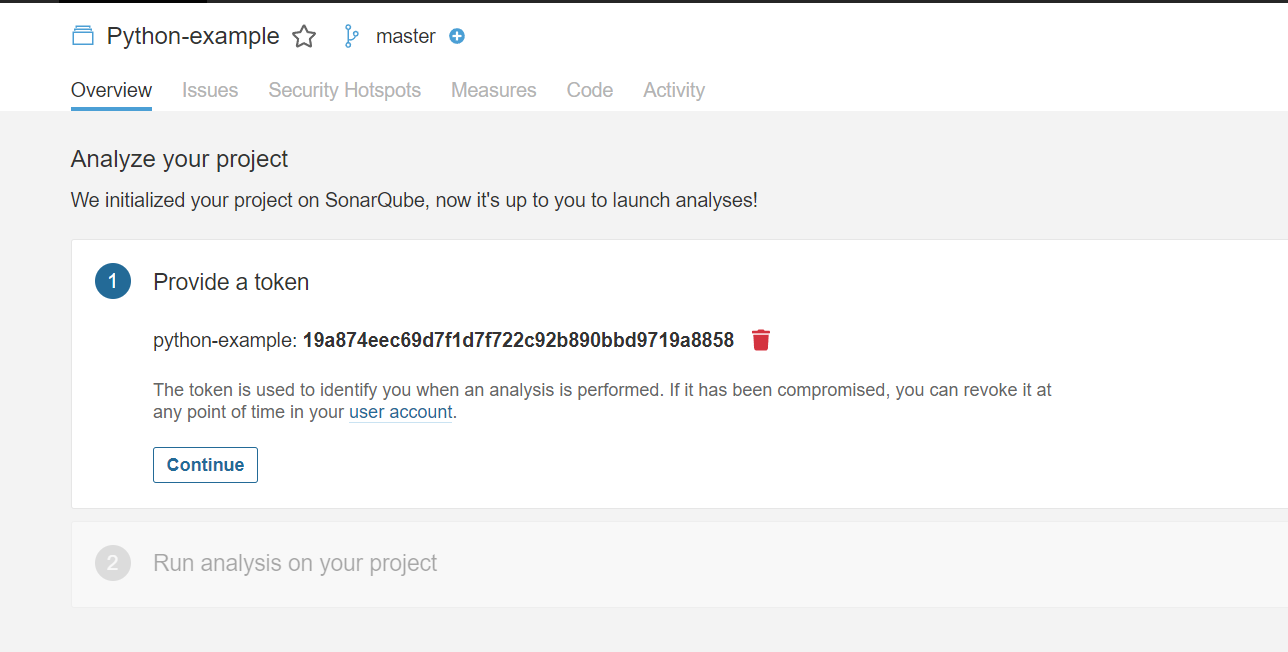 Python-example master
Overview Issues Security Hotspots Measures Code Activity
Analyze your project
We initialized your project on SonarQube, now it's up to you to launch analyses!
1 Provide a token
python-example: 19a874eec69d7f1d7f722c92b890bbd9719a8858
The token is used to identify you when an analysis is performed. If it has been compromised, you can revoke it at
any point of time in your user account.
Continue
2 Run analysis on your project